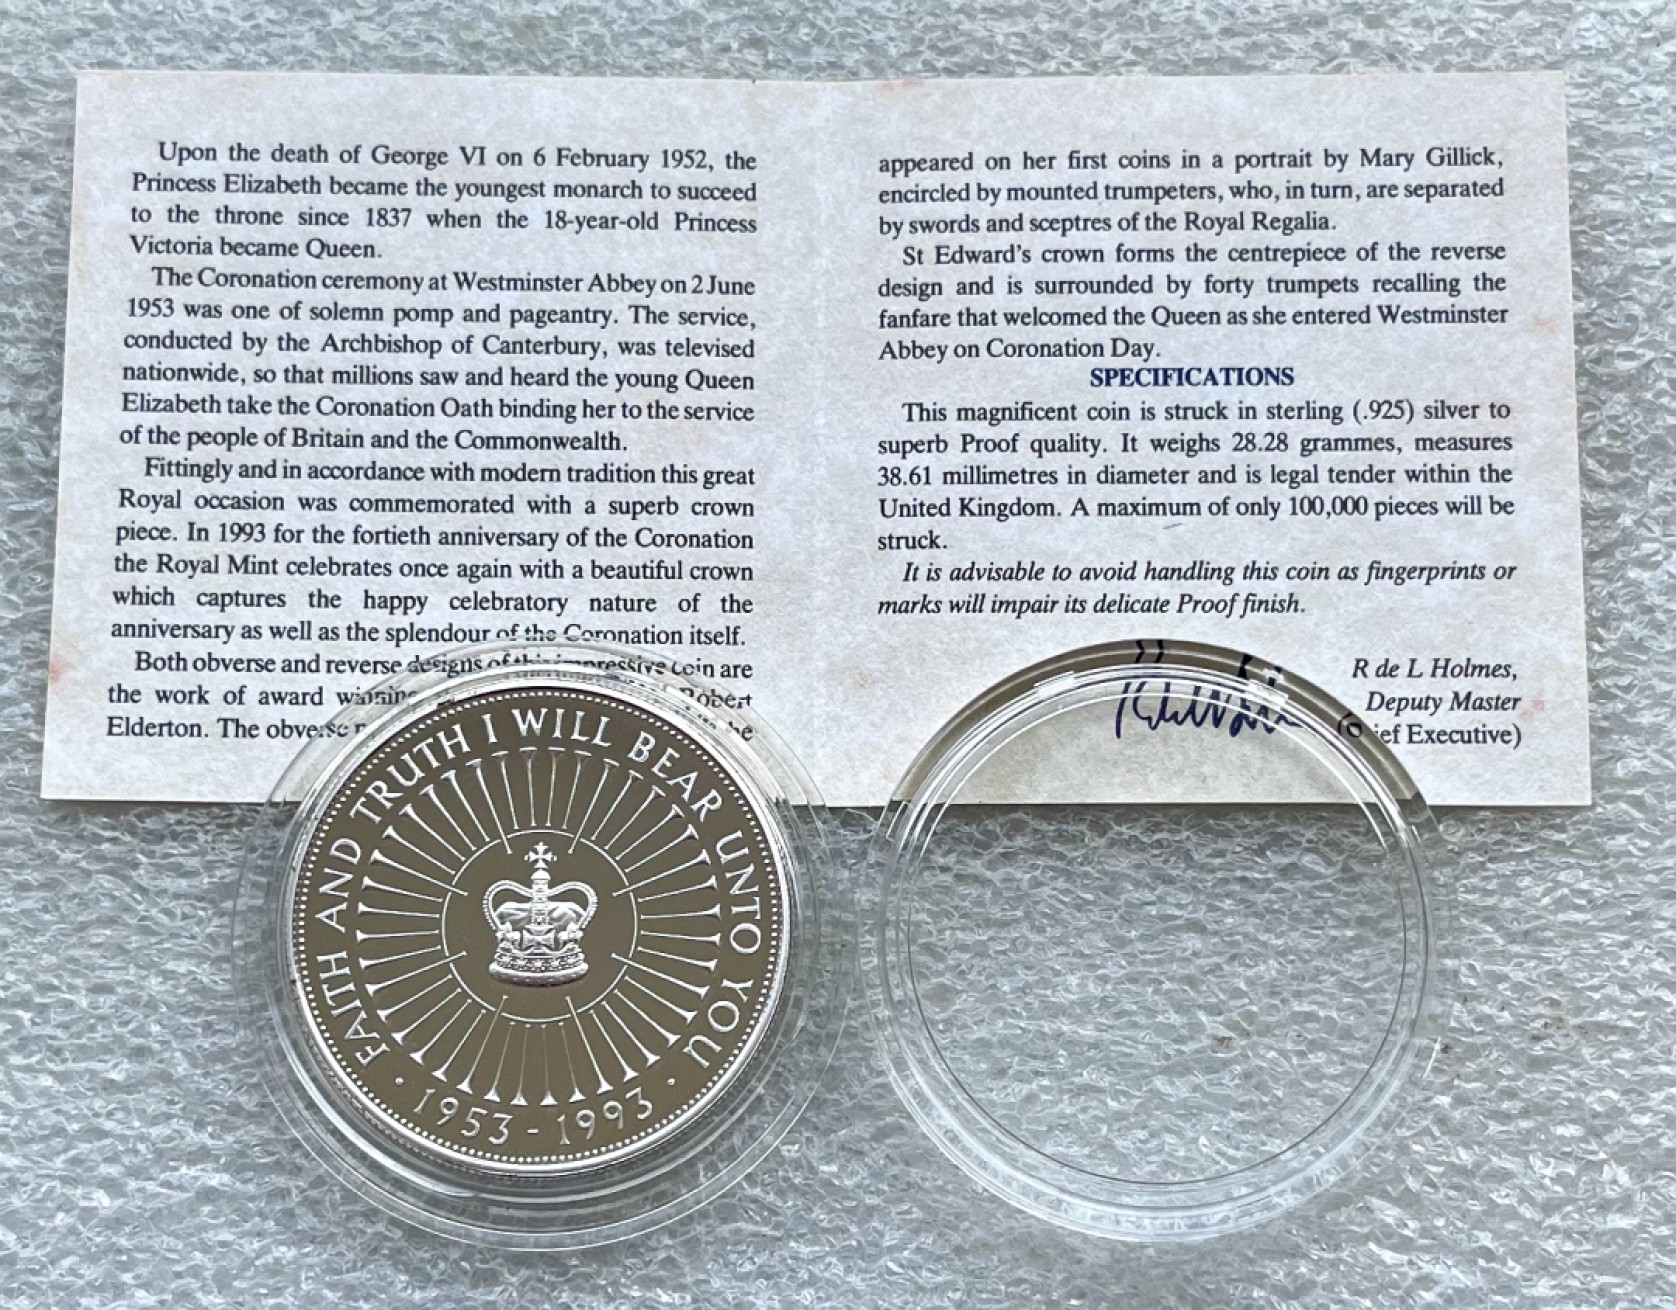 Upon the death of George VI on 6 February 1952, the
Princess Elizabeth became the youngest monarch to succeed
to the throne since 1837 when the 18-year-old Princess
Victoria became Queen.
The Coronation ceremony at Westminster Abbey on 2 June
1953 was one of solemn pomp and pageantry. The service,
conducted by the Archbishop of Canterbury, was televised
nationwide, so that millions saw and heard the young Queen
Elizabeth take the Coronation Oath binding her to the service
of the people of Britain and the Commonwealth.
Fittingly and in accordance with modern tradition this great
Royal occasion was commemorated with a superb crown
piece. In 1993 for the fortieth anniversary of the Coronation
the Royal Mint celebrates once again with a beautiful crown
which captures the happy celebratory nature of the
anniversary as well as the splendour of the Coronation itself.
Both obverse and reverse designs of this impressive coin are
the work of award winning Robert
Elderton. The obverse
appeared on her first coins in a portrait by Mary Gillick,
encircled by mounted trumpeters, who, in turn, are separated
by swords and sceptres of the Royal Regalia.
St Edward's crown forms the centrepiece of the reverse
design and is surrounded by forty trumpets recalling the
fanfare that welcomed the Queen as she entered Westminster
Abbey on Coronation Day.
SPECIFICATIONS
This magnificent coin is struck in sterling (.925) silver to
superb Proof quality. It weighs 28.28 grammes, measures
38.61 millimetres in diameter and is legal tender within the
United Kingdom. A maximum of only 100,000 pieces will be
struck.
It is advisable to avoid handling this coin as fingerprints or
marks will impair its delicate Proof finish.
R de L Holmes,
Deputy Master
Executive)
FAITH AND TRUTH I WILL BEAR UNTO YOU
· 1953 - 1993 ·